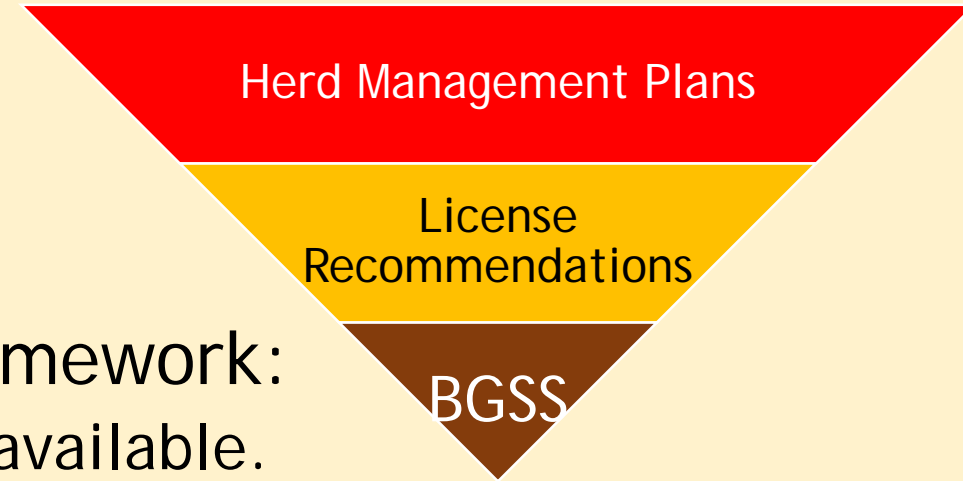 Herd Management Plans
License
Recommendations
mework:
BGSS
available.